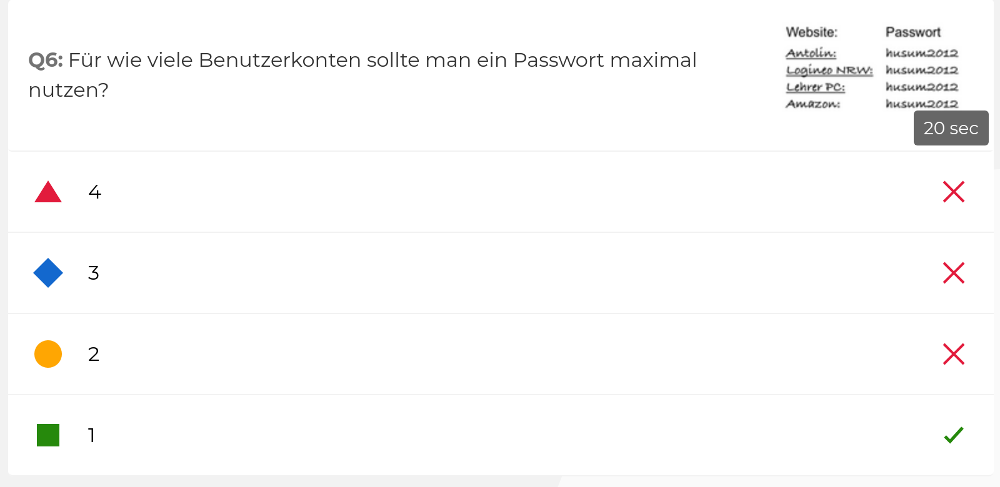 Q6: Für wie viele Benutzerkonten sollte man ein Passwort maximal
nutzen?
Website: Passwort
Antolin: husum2012
Logineo NRW: husum2012
Lehrer PC: husum2012
Amazon: husum2012
20 sec
4
3
2
1